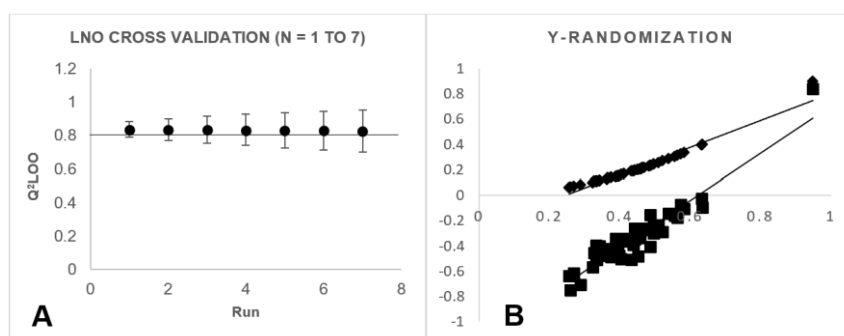 LNO CROSS VALIDATION (N = 1 TO 7)
1.2
1
0.8
0.6
0.4
0.2
0
Q²LOO
0 2 4 6 8
Run
A
Y-RANDOMIZATION
1
0.8
0.6
0.4
0.2
0
0 0.2 0.4 0.6 0.8 1
-0.2
-0.4
-0.6
-0.8
-1
B